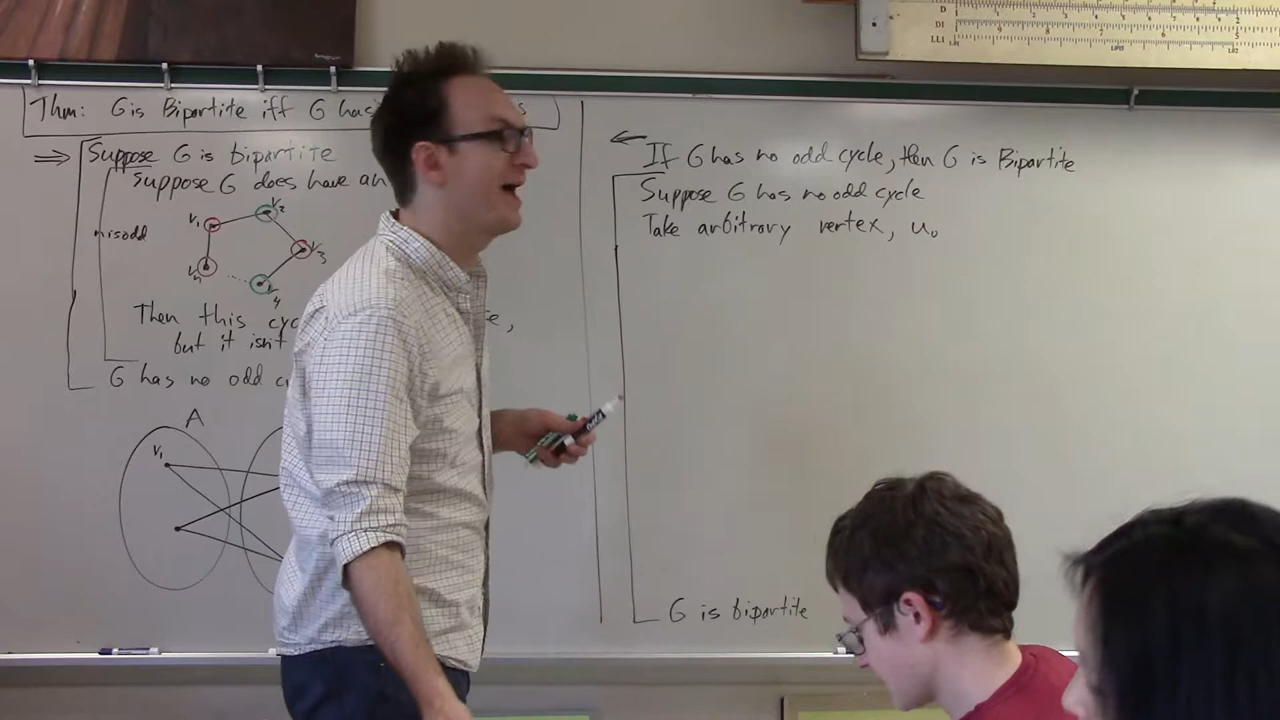 Thm: G is Bipartite iff G has s
⇒ Suppose G is bipartite
Suppose G does have an
n is odd
V₁
V₂
V₃
V₄
Vₙ
Then this cyc e,
but it isn't
G has no odd c
A
V₁
← If G has no odd cycle, then G is Bipartite
Suppose G has no odd cycle
Take arbitrary vertex, u₀
G is bipartite
D
DI
LL1